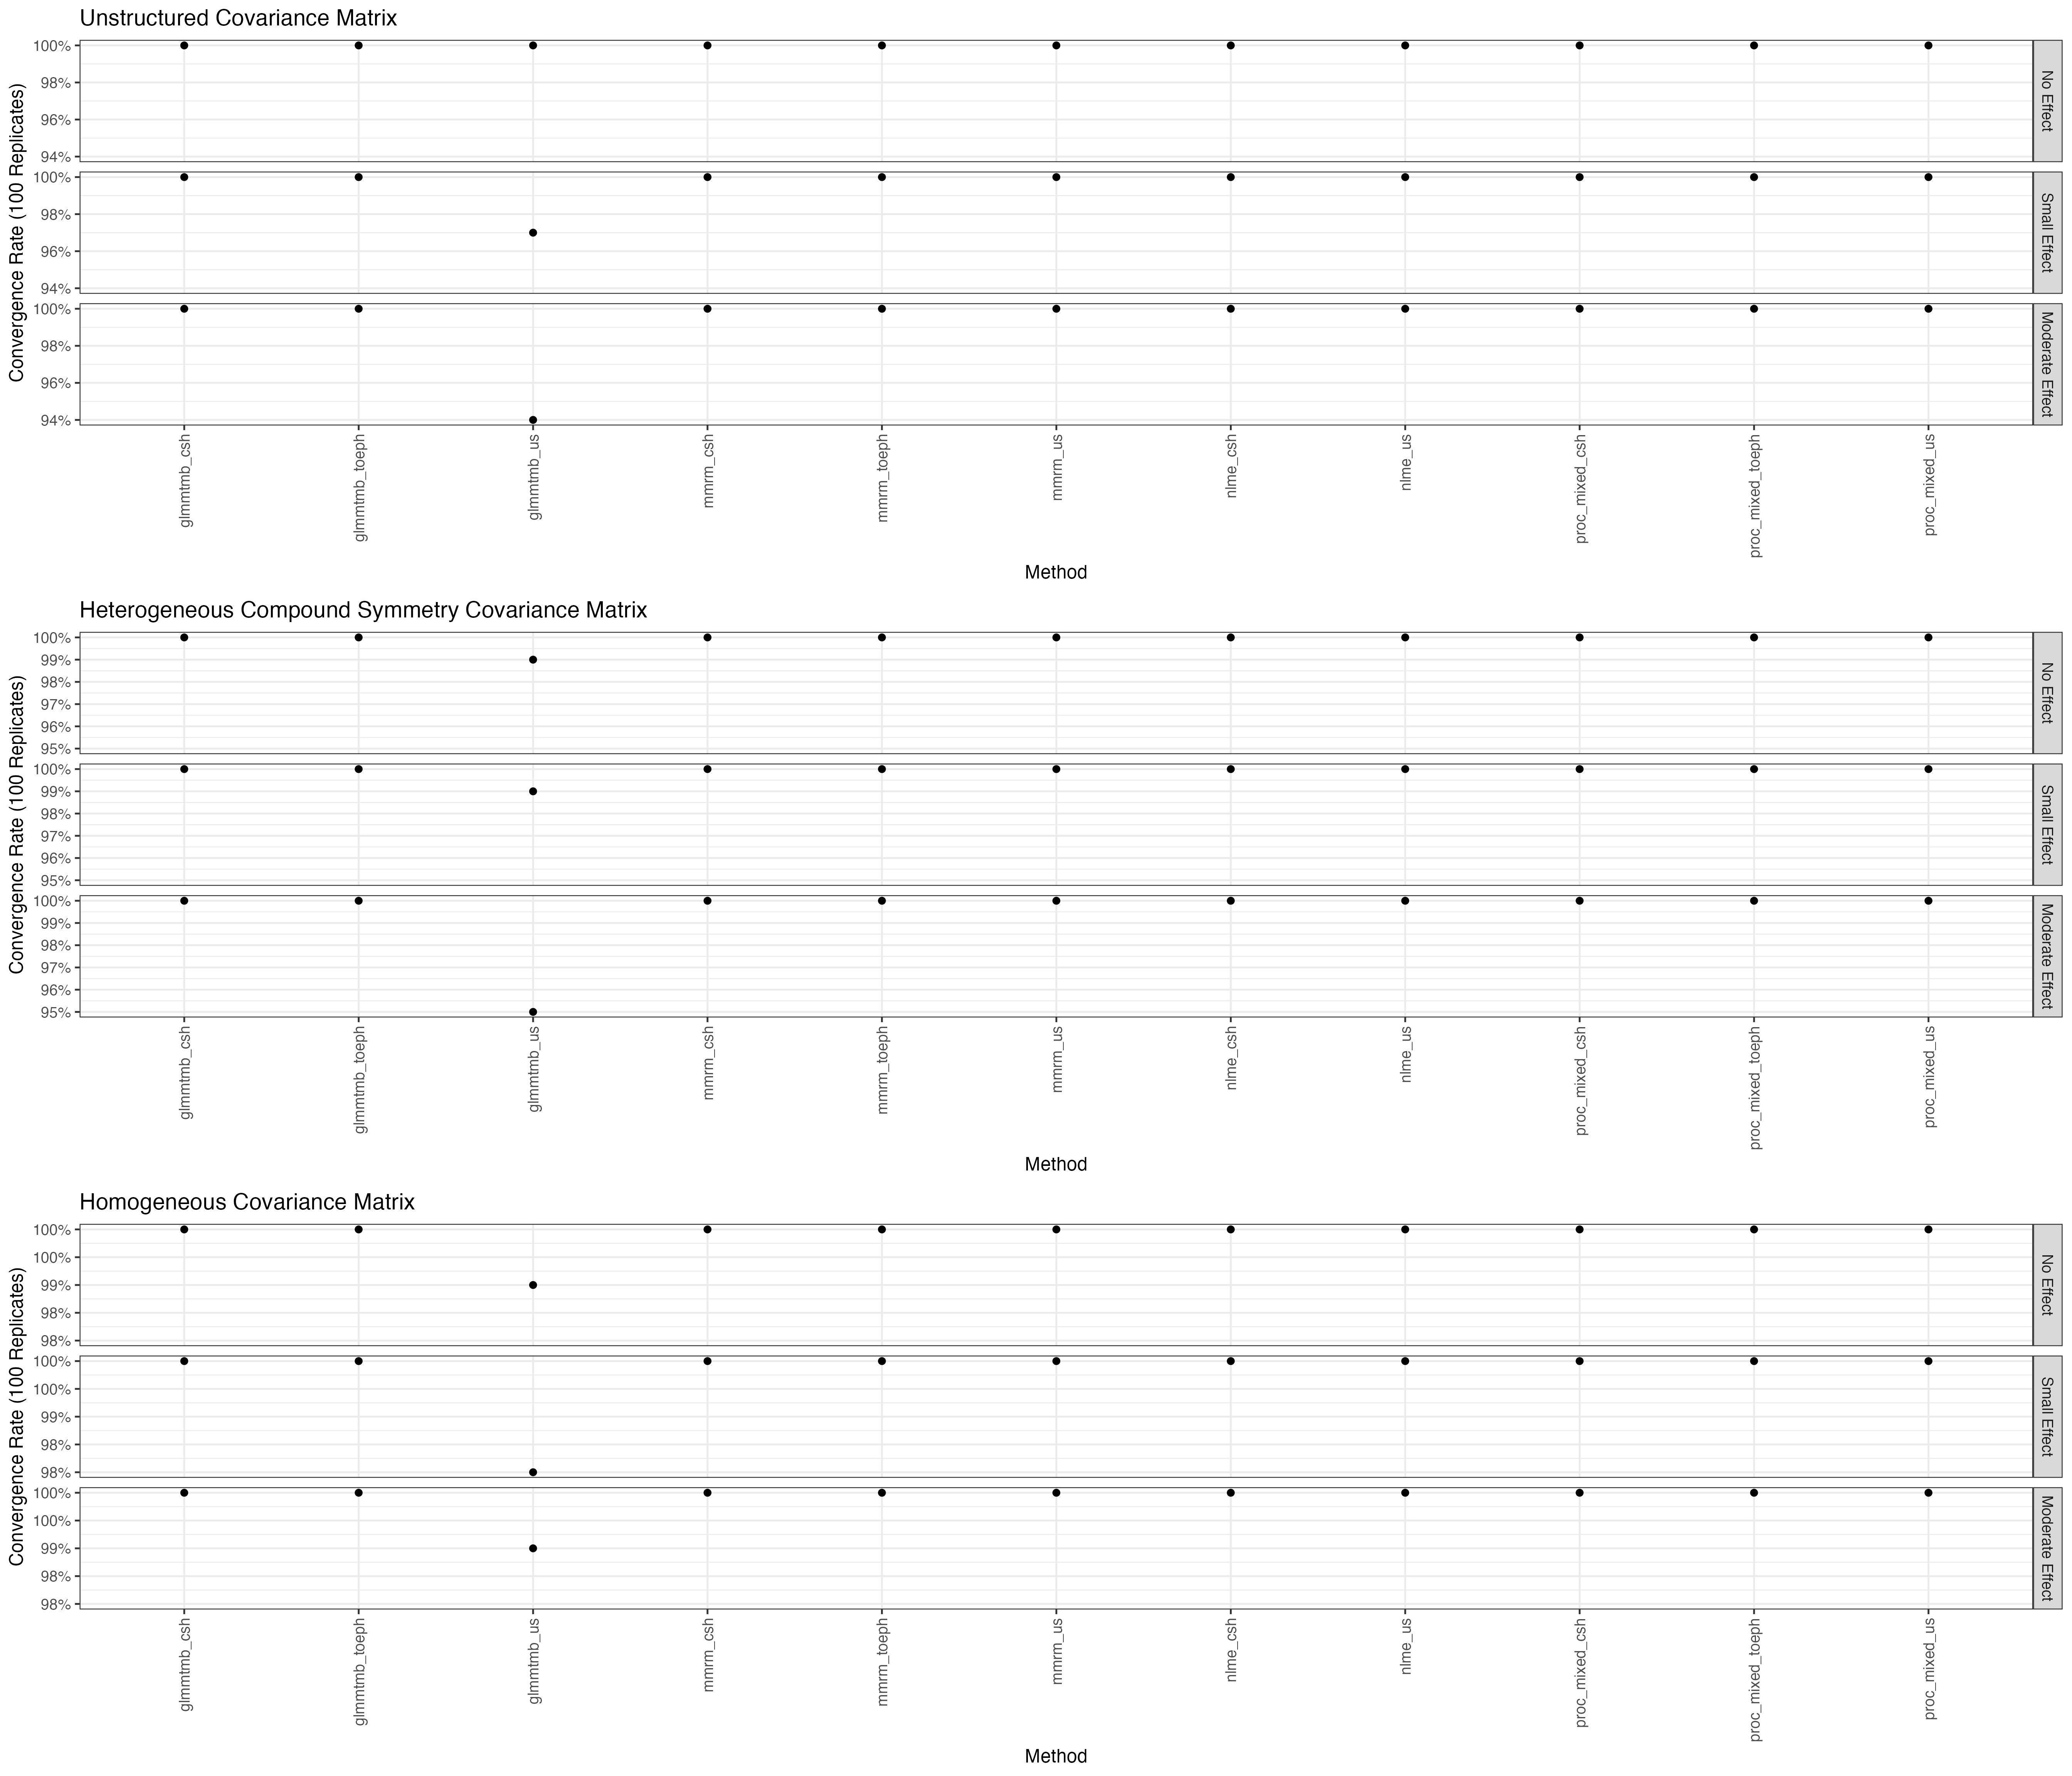 Unstructured Covariance Matrix
Convergence Rate (100 Replicates)
100%
98%
96%
94%
No Effect
100%
98%
96%
94%
Small Effect
100%
98%
96%
94%
Moderate Effect
glmmtmb_csh
glmmtmb_toeph
glmmtmb_us
mmrm_csh
mmrm_toeph
mmrm_us
nlme_csh
nlme_us
proc_mixed_csh
proc_mixed_toeph
proc_mixed_us
Method
Heterogeneous Compound Symmetry Covariance Matrix
Convergence Rate (100 Replicates)
100%
99%
98%
97%
96%
95%
No Effect
100%
99%
98%
97%
96%
95%
Small Effect
100%
99%
98%
97%
96%
95%
Moderate Effect
glmmtmb_csh
glmmtmb_toeph
glmmtmb_us
mmrm_csh
mmrm_toeph
mmrm_us
nlme_csh
nlme_us
proc_mixed_csh
proc_mixed_toeph
proc_mixed_us
Method
Homogeneous Covariance Matrix
Convergence Rate (100 Replicates)
100%
100%
99%
98%
98%
No Effect
100%
100%
99%
98%
98%
Small Effect
100%
100%
99%
98%
98%
Moderate Effect
glmmtmb_csh
glmmtmb_toeph
glmmtmb_us
mmrm_csh
mmrm_toeph
mmrm_us
nlme_csh
nlme_us
proc_mixed_csh
proc_mixed_toeph
proc_mixed_us
Method